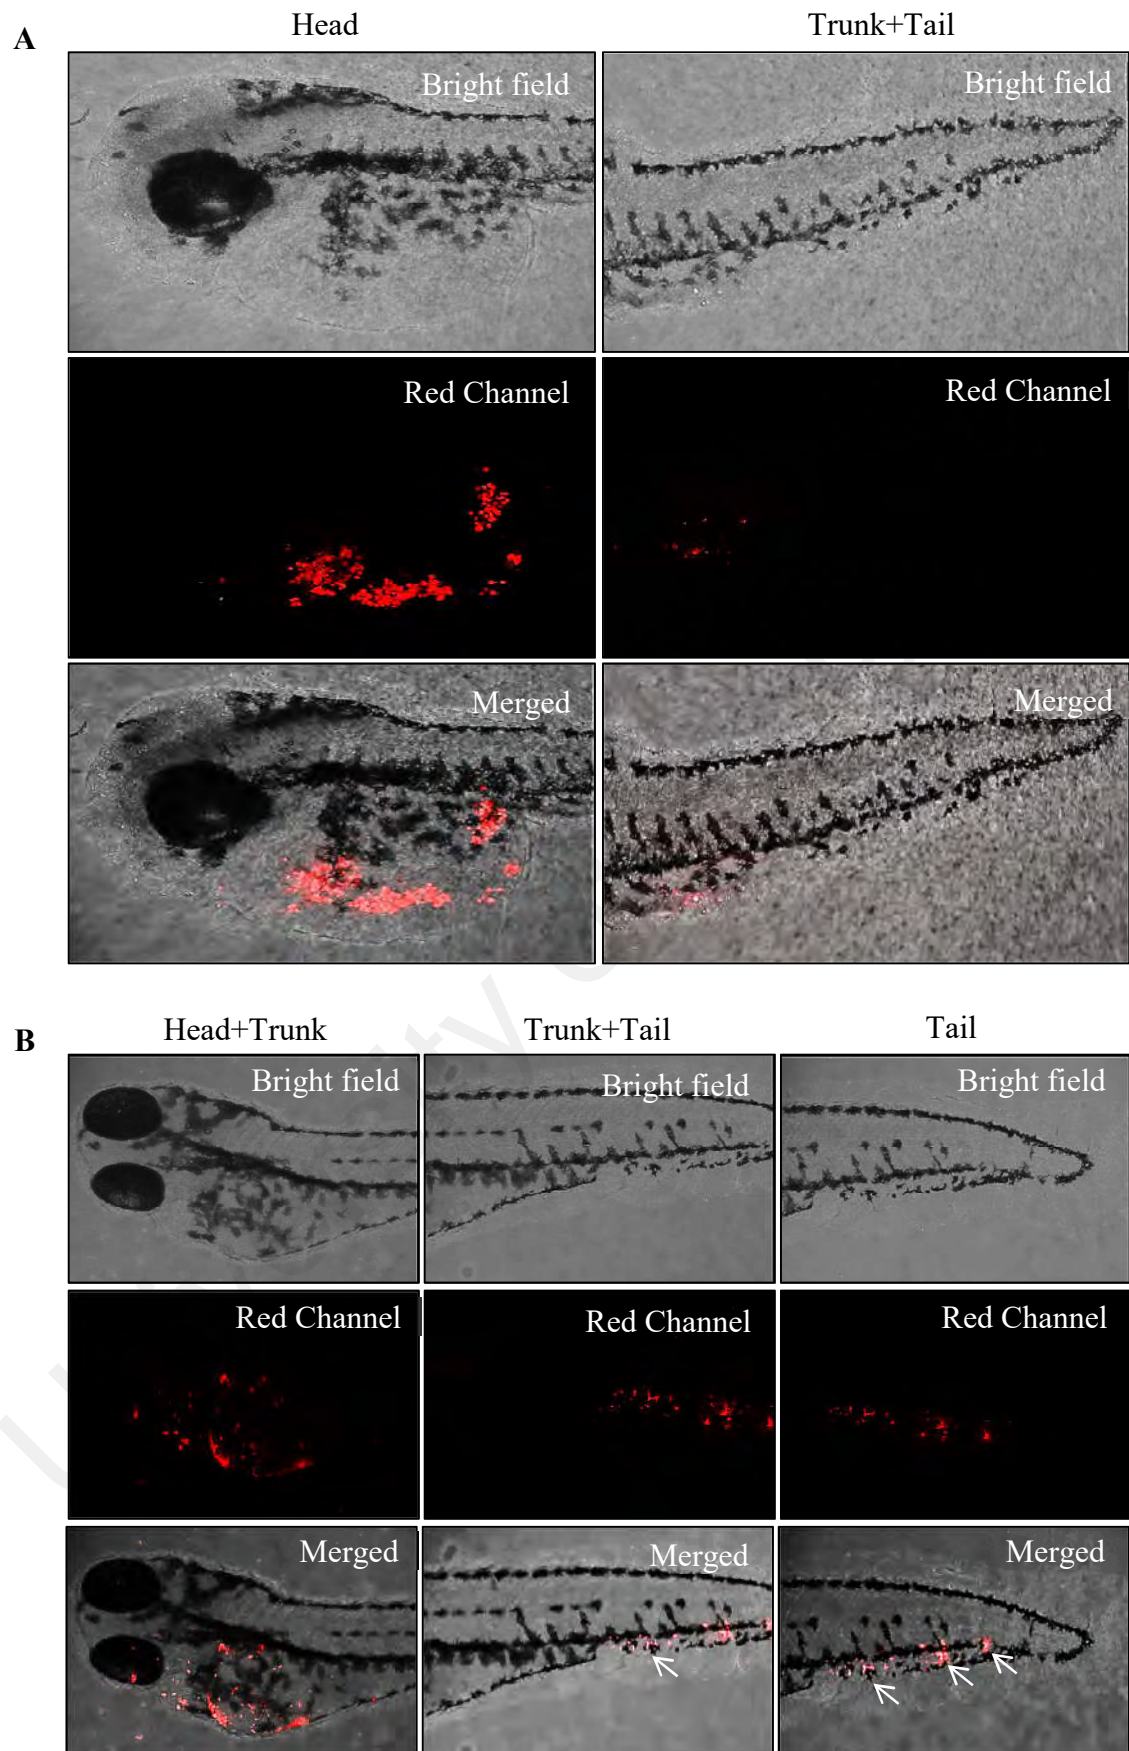 A
Head
Trunk+Tail
Bright field
Bright field
Red Channel
Red Channel
Merged
Merged
B
Head+Trunk
Trunk+Tail
Tail
Bright field
Bright field
Bright field
Red Channel
Red Channel
Red Channel
Merged
Merged
Merged